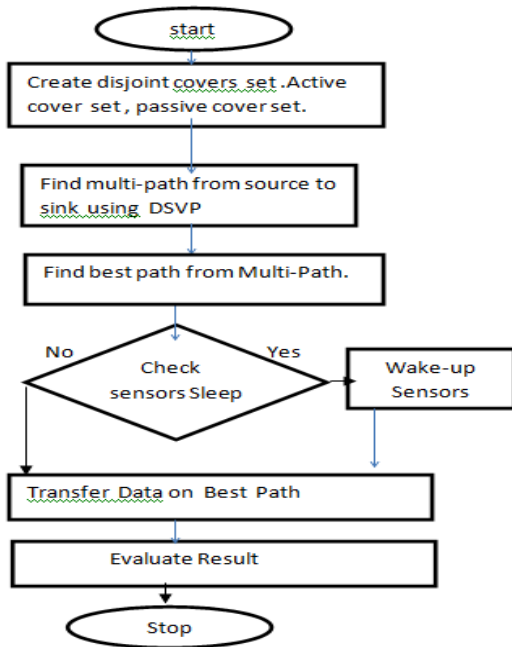 start
Create disjoint covers set .Active
cover set , passive cover set.
Find multi-path from source to
sink using DSVP
Find best path from Multi-Path.
No
Yes
Check
sensors Sleep
Wake-up
Sensors
Transfer Data on Best Path
Evaluate Result
Stop